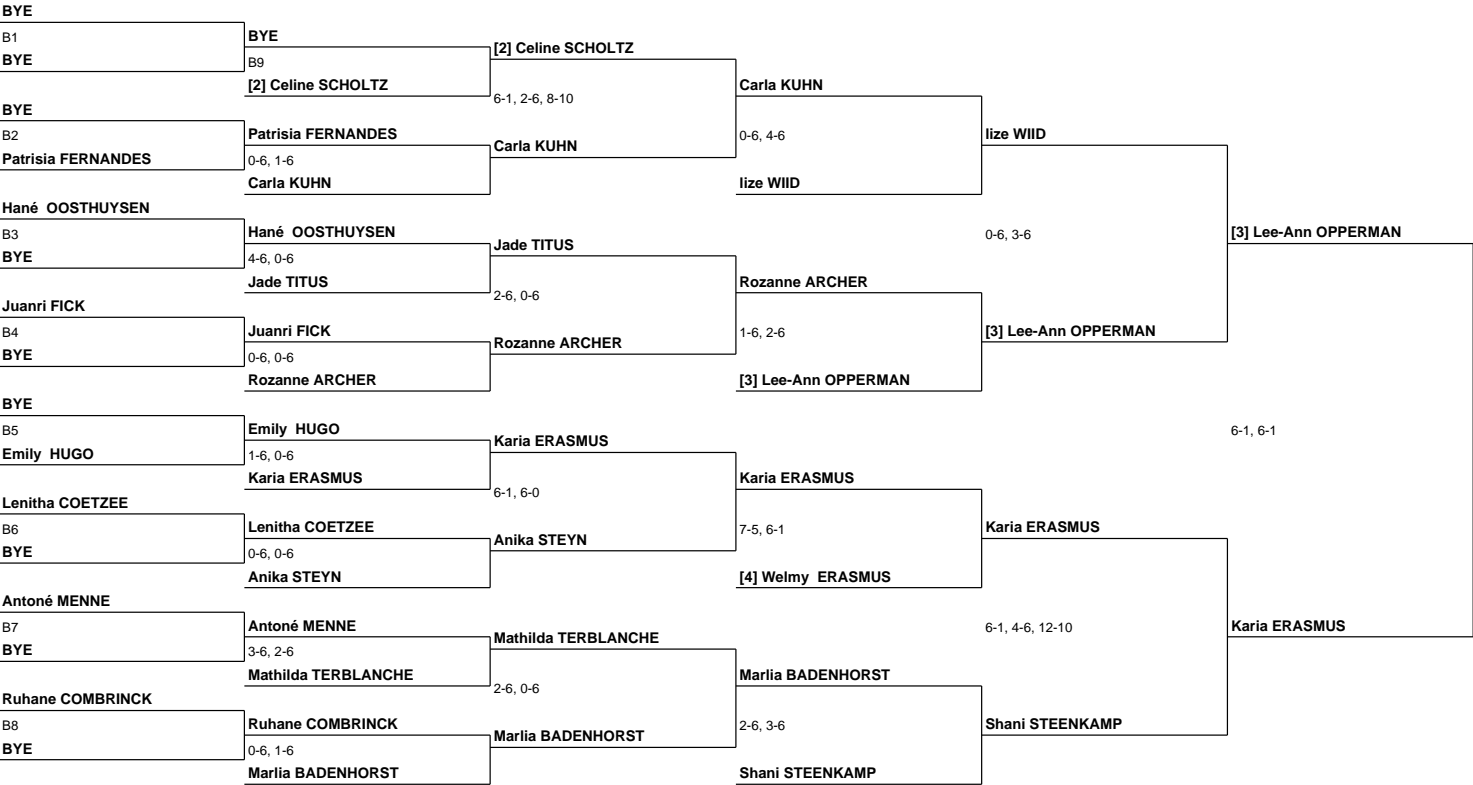 BYE
B1
BYE
BYE
B2
Patrisia FERNANDES
Hané  OOSTHUYSEN
B3
BYE
Juanri FICK
B4
BYE
BYE
B5
Emily  HUGO
Lenitha COETZEE
B6
BYE
Antoné MENNE
B7
BYE
Ruhane COMBRINCK
B8
BYE
BYE
B9
[2] Celine SCHOLTZ
Patrisia FERNANDES
0-6, 1-6
Carla KUHN
Hané  OOSTHUYSEN
4-6, 0-6
Jade TITUS
Juanri FICK
0-6, 0-6
Rozanne ARCHER
Emily  HUGO
1-6, 0-6
Karia ERASMUS
Lenitha COETZEE
0-6, 0-6
Anika STEYN
Antoné MENNE
3-6, 2-6
Mathilda TERBLANCHE
Ruhane COMBRINCK
0-6, 1-6
Marlia BADENHORST
[2] Celine SCHOLTZ
6-1, 2-6, 8-10
Carla KUHN
Jade TITUS
2-6, 0-6
Rozanne ARCHER
Karia ERASMUS
6-1, 6-0
Anika STEYN
Mathilda TERBLANCHE
2-6, 0-6
Marlia BADENHORST
Carla KUHN
0-6, 4-6
lize WIID
Rozanne ARCHER
1-6, 2-6
[3] Lee-Ann OPPERMAN
Karia ERASMUS
7-5, 6-1
[4] Welmy  ERASMUS
Marlia BADENHORST
2-6, 3-6
Shani STEENKAMP
lize WIID
0-6, 3-6
[3] Lee-Ann OPPERMAN
Karia ERASMUS
6-1, 4-6, 12-10
Shani STEENKAMP
[3] Lee-Ann OPPERMAN
6-1, 6-1
Karia ERASMUS